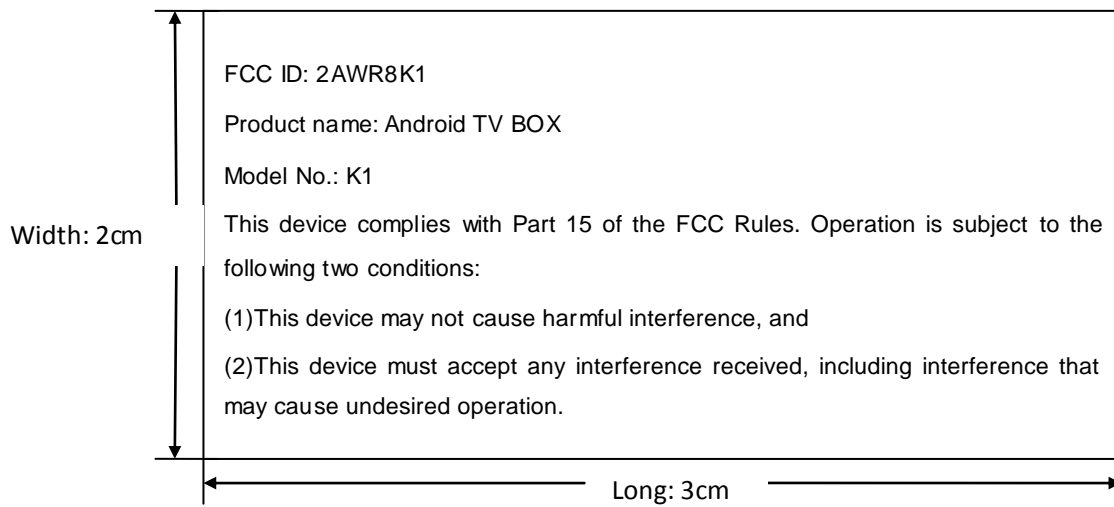 FCC ID: 2AWR8K1
Product name: Android TV BOX
Model No.: K1
This device complies with Part 15 of the FCC Rules. Operation is subject to the
following two conditions:
(1)This device may not cause harmful interference, and
(2)This device must accept any interference received, including interference that
may cause undesired operation.
Width: 2cm
Long: 3cm